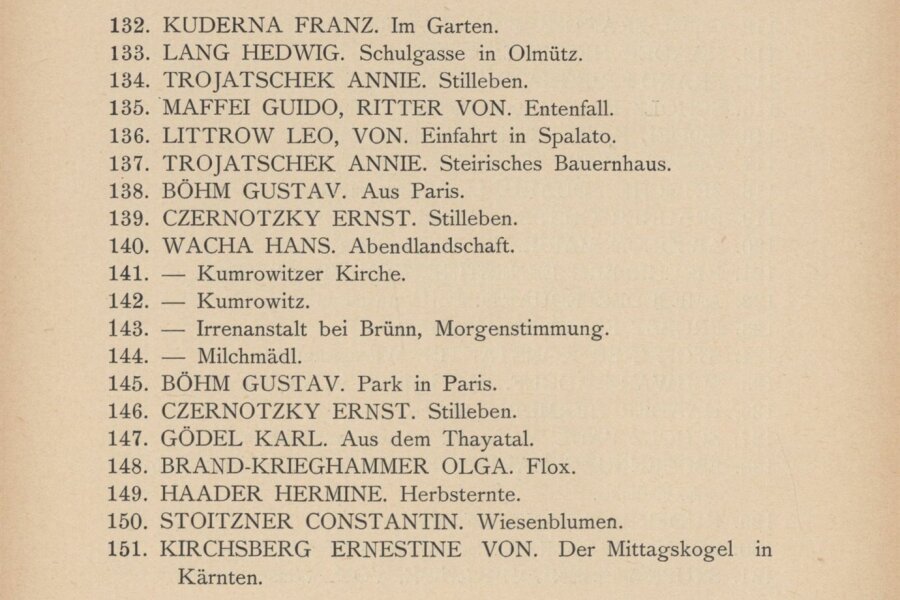 132. KUDERNA FRANZ. Im Garten.
133. LANG HEDWIG. Schulgasse in Olmütz.
134. TROJATSCHEK ANNIE. Stilleben.
135. MAFFEI GUIDO, RITTER VON. Entenfall.
136. LITTROW LEO, VON. Einfahrt in Spalato.
137. TROJATSCHEK ANNIE. Steirisches Bauernhaus.
138. BÖHM GUSTAV. Aus Paris.
139. CZERNOTZKY ERNST. Stilleben.
140. WACHA HANS. Abendlandschaft.
141. — Kumrowitzer Kirche.
142. — Kumrowitz.
143. — Irrenanstalt bei Brünn, Morgenstimmung.
144. — Milchmädl.
145. BÖHM GUSTAV. Park in Paris.
146. CZERNOTZKY ERNST. Stilleben.
147. GÖDEL KARL. Aus dem Thayatal.
148. BRAND-KRIEGHAMMER OLGA. Flox.
149. HAADER HERMINE. Herbsternte.
150. STOITZNER CONSTANTIN. Wiesenblumen.
151. KIRCHSBERG ERNESTINE VON. Der Mittagskogel in
Kärnten.